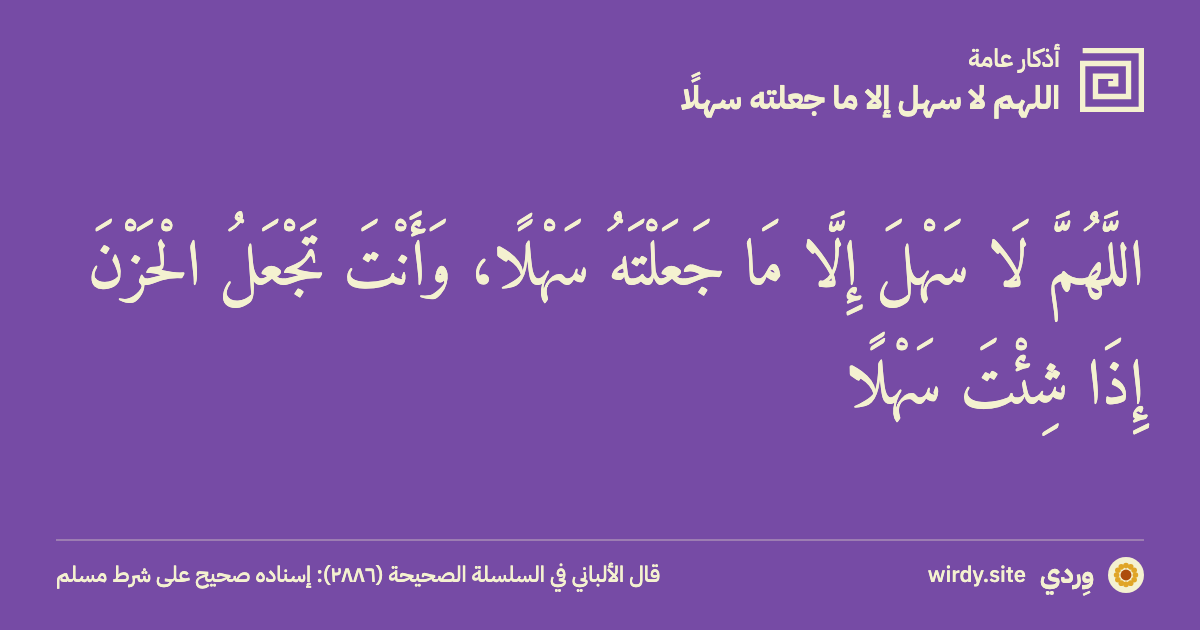 أذكار عامة
اللهم لا سهل إلا ما جعلته سهلًا
اللَّهُمَّ لَا سَهْلَ إِلَّا مَا جَعَلْتَهُ سَهْلًا، وَأَنْتَ تَجْعَلُ الْحَزْنَ
إِذَا شِئْتَ سَهْلًا
وِردي wirdy.site
قال الألباني في السلسلة الصحيحة (٢٨٨٦): إسناده صحيح على شرط مسلم